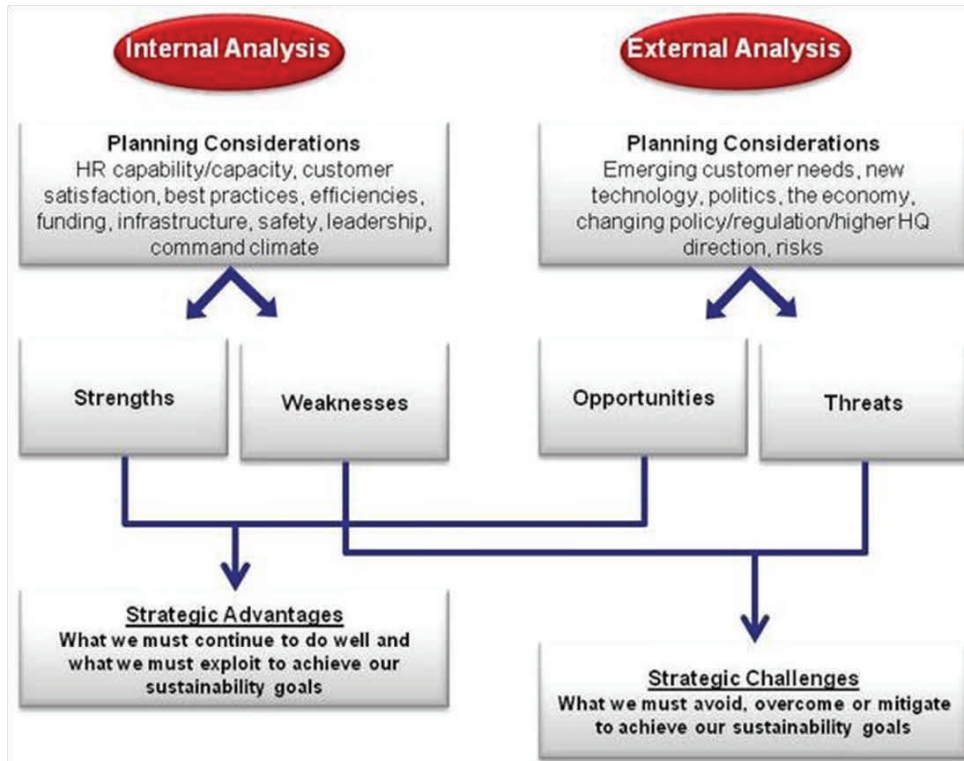 Internal Analysis
External Analysis
Planning Considerations
HR capability/capacity, customer
satisfaction, best practices, efficiencies,
funding, infrastructure, safety, leadership,
command climate
Planning Considerations
Emerging customer needs, new
technology, politics, the economy,
changing policy/regulation/higher HQ
direction, risks
Strengths
Weaknesses
Opportunities
Threats
Strategic Advantages
What we must continue to do well and
what we must exploit to achieve our
sustainability goals
Strategic Challenges
What we must avoid, overcome or mitigate
to achieve our sustainability goals